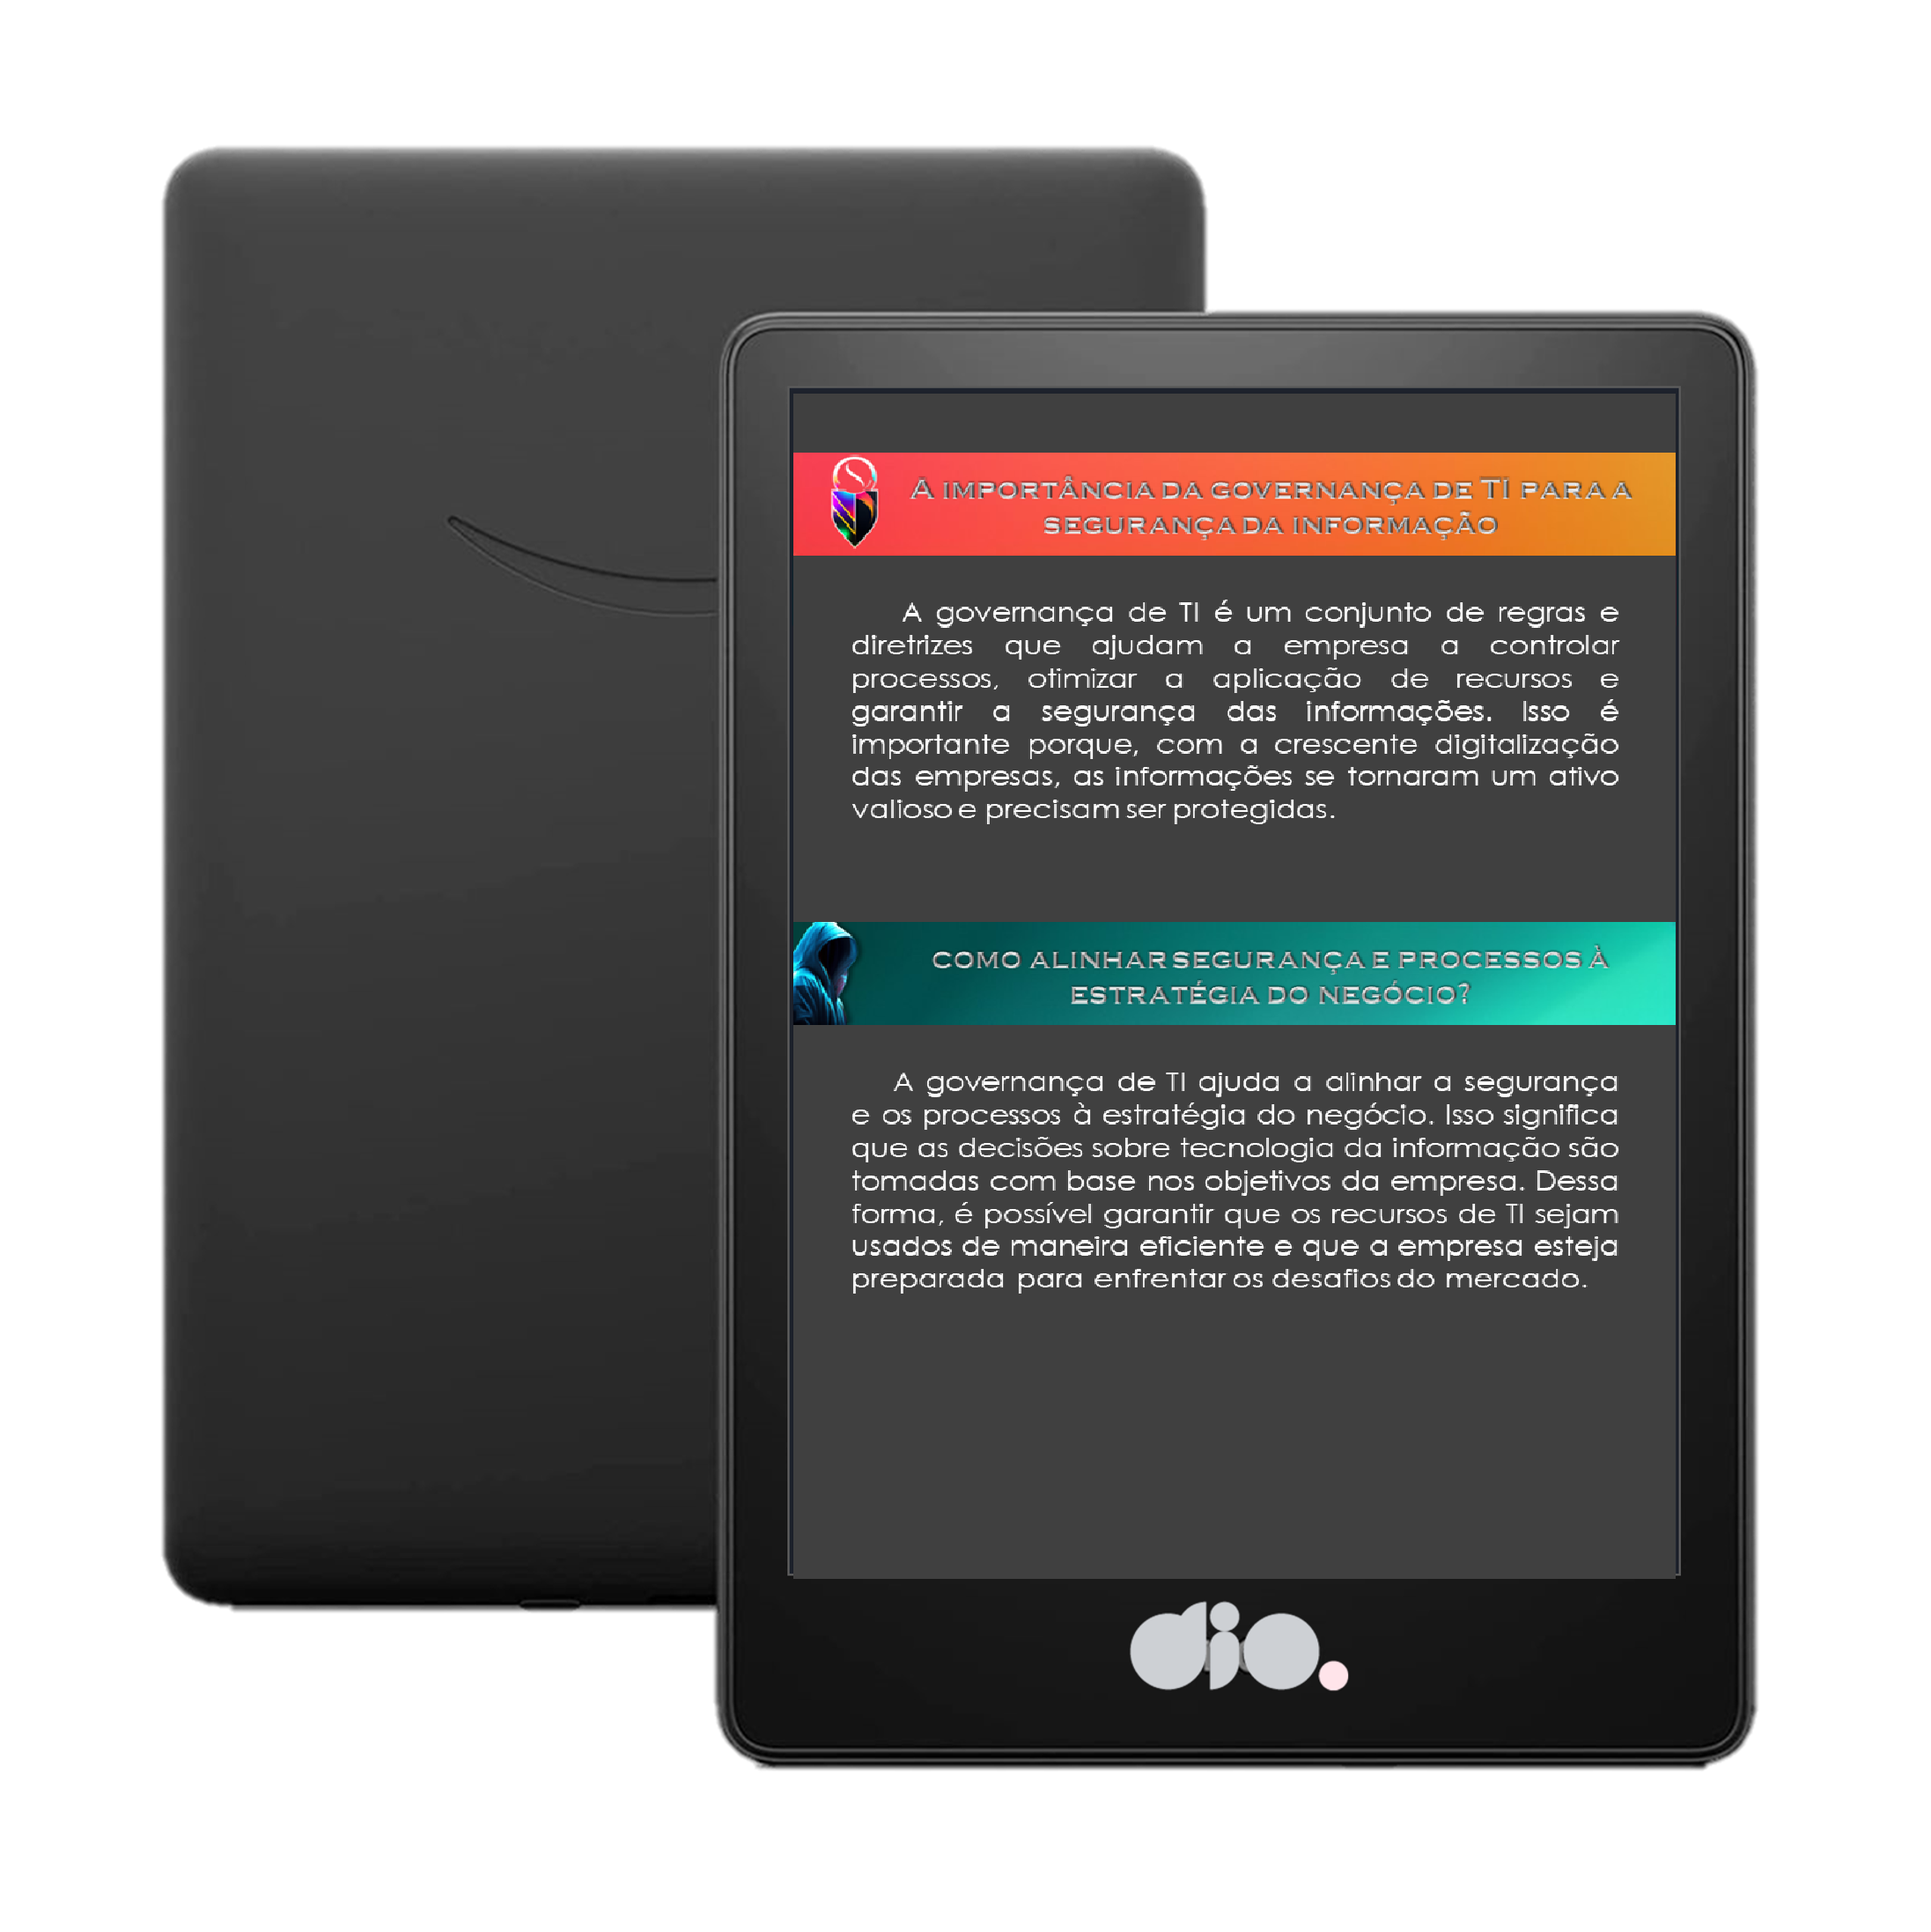 A IMPORTÂNCIA DA GOVERNANÇA DE TI PARA A
SEGURANÇA DA INFORMAÇÃO
A governança de TI é um conjunto de regras e
diretrizes que ajudam a empresa a controlar
processos, otimizar a aplicação de recursos e
garantir a segurança das informações. Isso é
importante porque, com a crescente digitalização
das empresas, as informações se tornaram um ativo
valioso e precisam ser protegidas.
COMO ALINHAR SEGURANÇA E PROCESSOS À
ESTRATÉGIA DO NEGÓCIO?
A governança de TI ajuda a alinhar a segurança
e os processos à estratégia do negócio. Isso significa
que as decisões sobre tecnologia da informação são
tomadas com base nos objetivos da empresa. Dessa
forma, é possível garantir que os recursos de TI sejam
usados de maneira eficiente e que a empresa esteja
preparada para enfrentar os desafios do mercado.
dio.